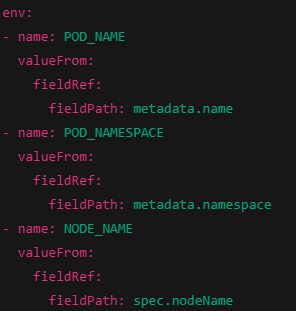 env:
- name: POD_NAME
  valueFrom:
    fieldRef:
      fieldPath: metadata.name
- name: POD_NAMESPACE
  valueFrom:
    fieldRef:
      fieldPath: metadata.namespace
- name: NODE_NAME
  valueFrom:
    fieldRef:
      fieldPath: spec.nodeName